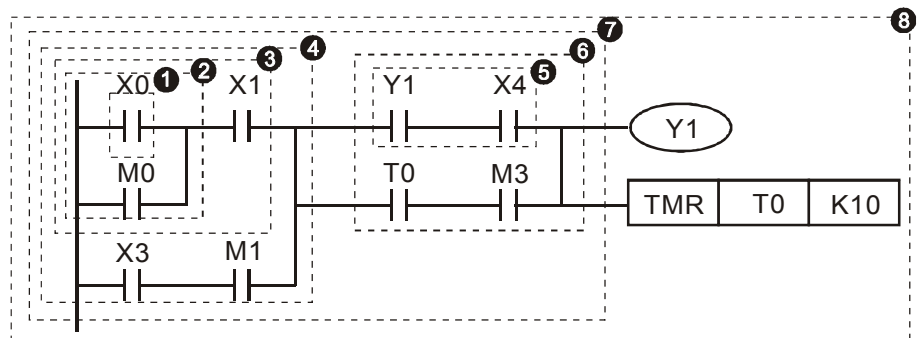 8
7
4 6
3
1 2 5
X0 X1 Y1 X4
Y1
M0 T0 M3
TMR T0 K10
X3 M1